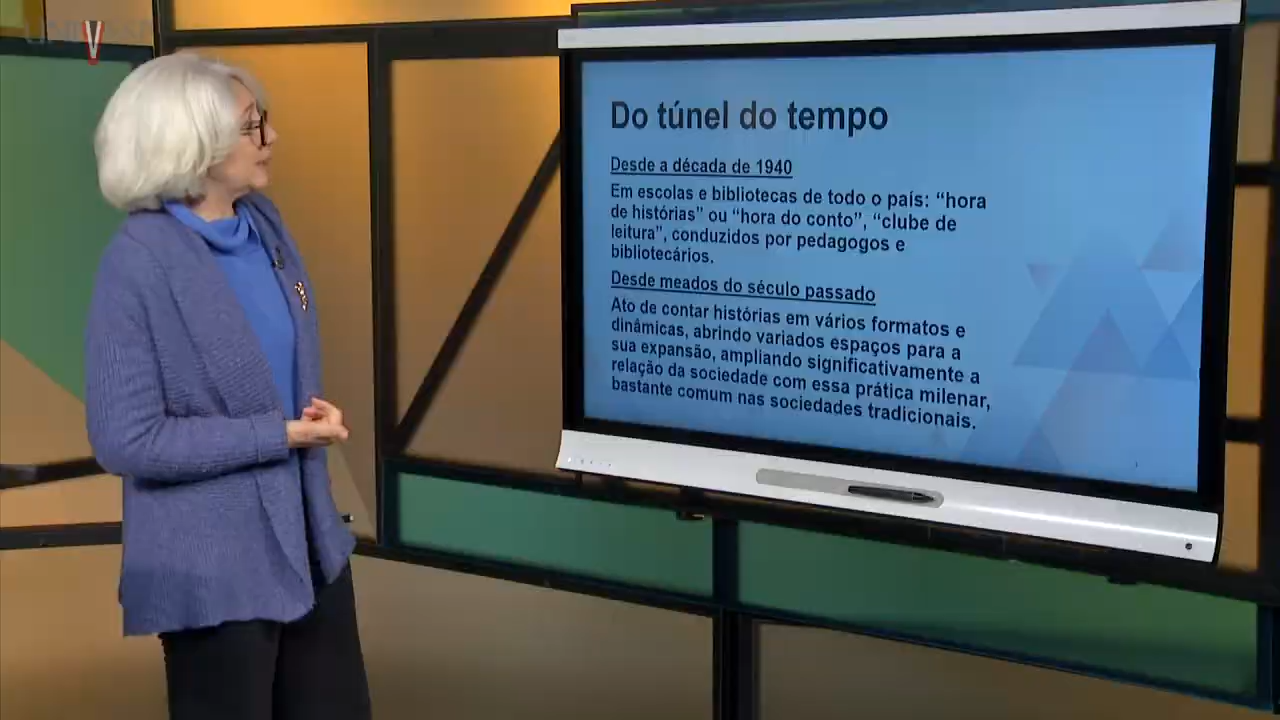 Do túnel do tempo
Desde a década de 1940
Em escolas e bibliotecas de todo o país: “hora
de histórias” ou “hora do conto”, “clube de
leitura”, conduzidos por pedagogos e
bibliotecários.
Desde meados do século passado
Ato de contar histórias em vários formatos e
dinâmicas, abrindo variados espaços para a
sua expansão, ampliando significativamente a
relação da sociedade com essa prática milenar,
bastante comum nas sociedades tradicionais.